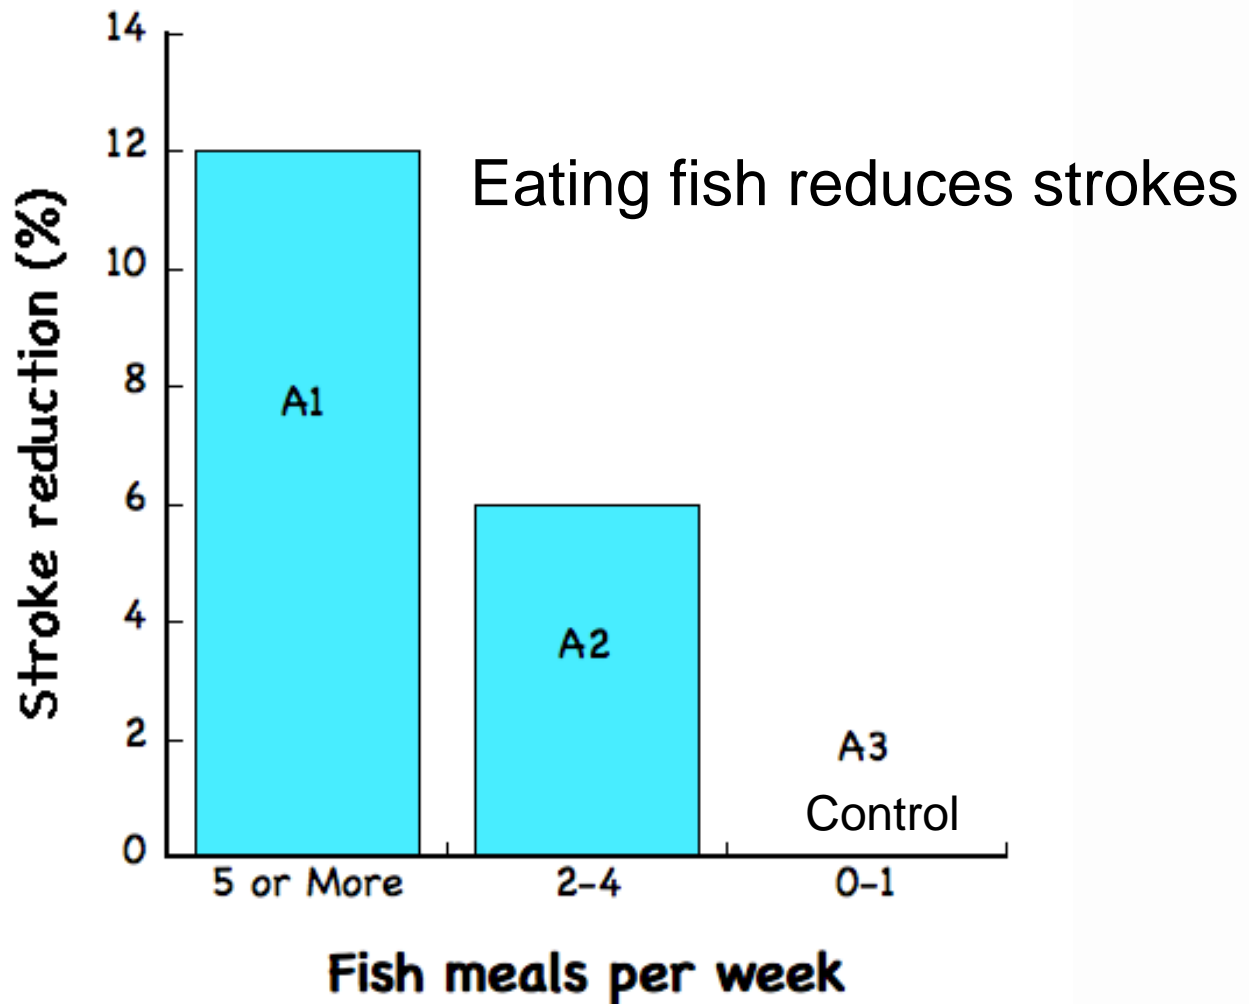 Stroke reduction (%)
14
12
10
8
6
4
2
0
Eating fish reduces strokes
A1
A2
A3
Control
5 or More
2-4
0-1
Fish meals per week